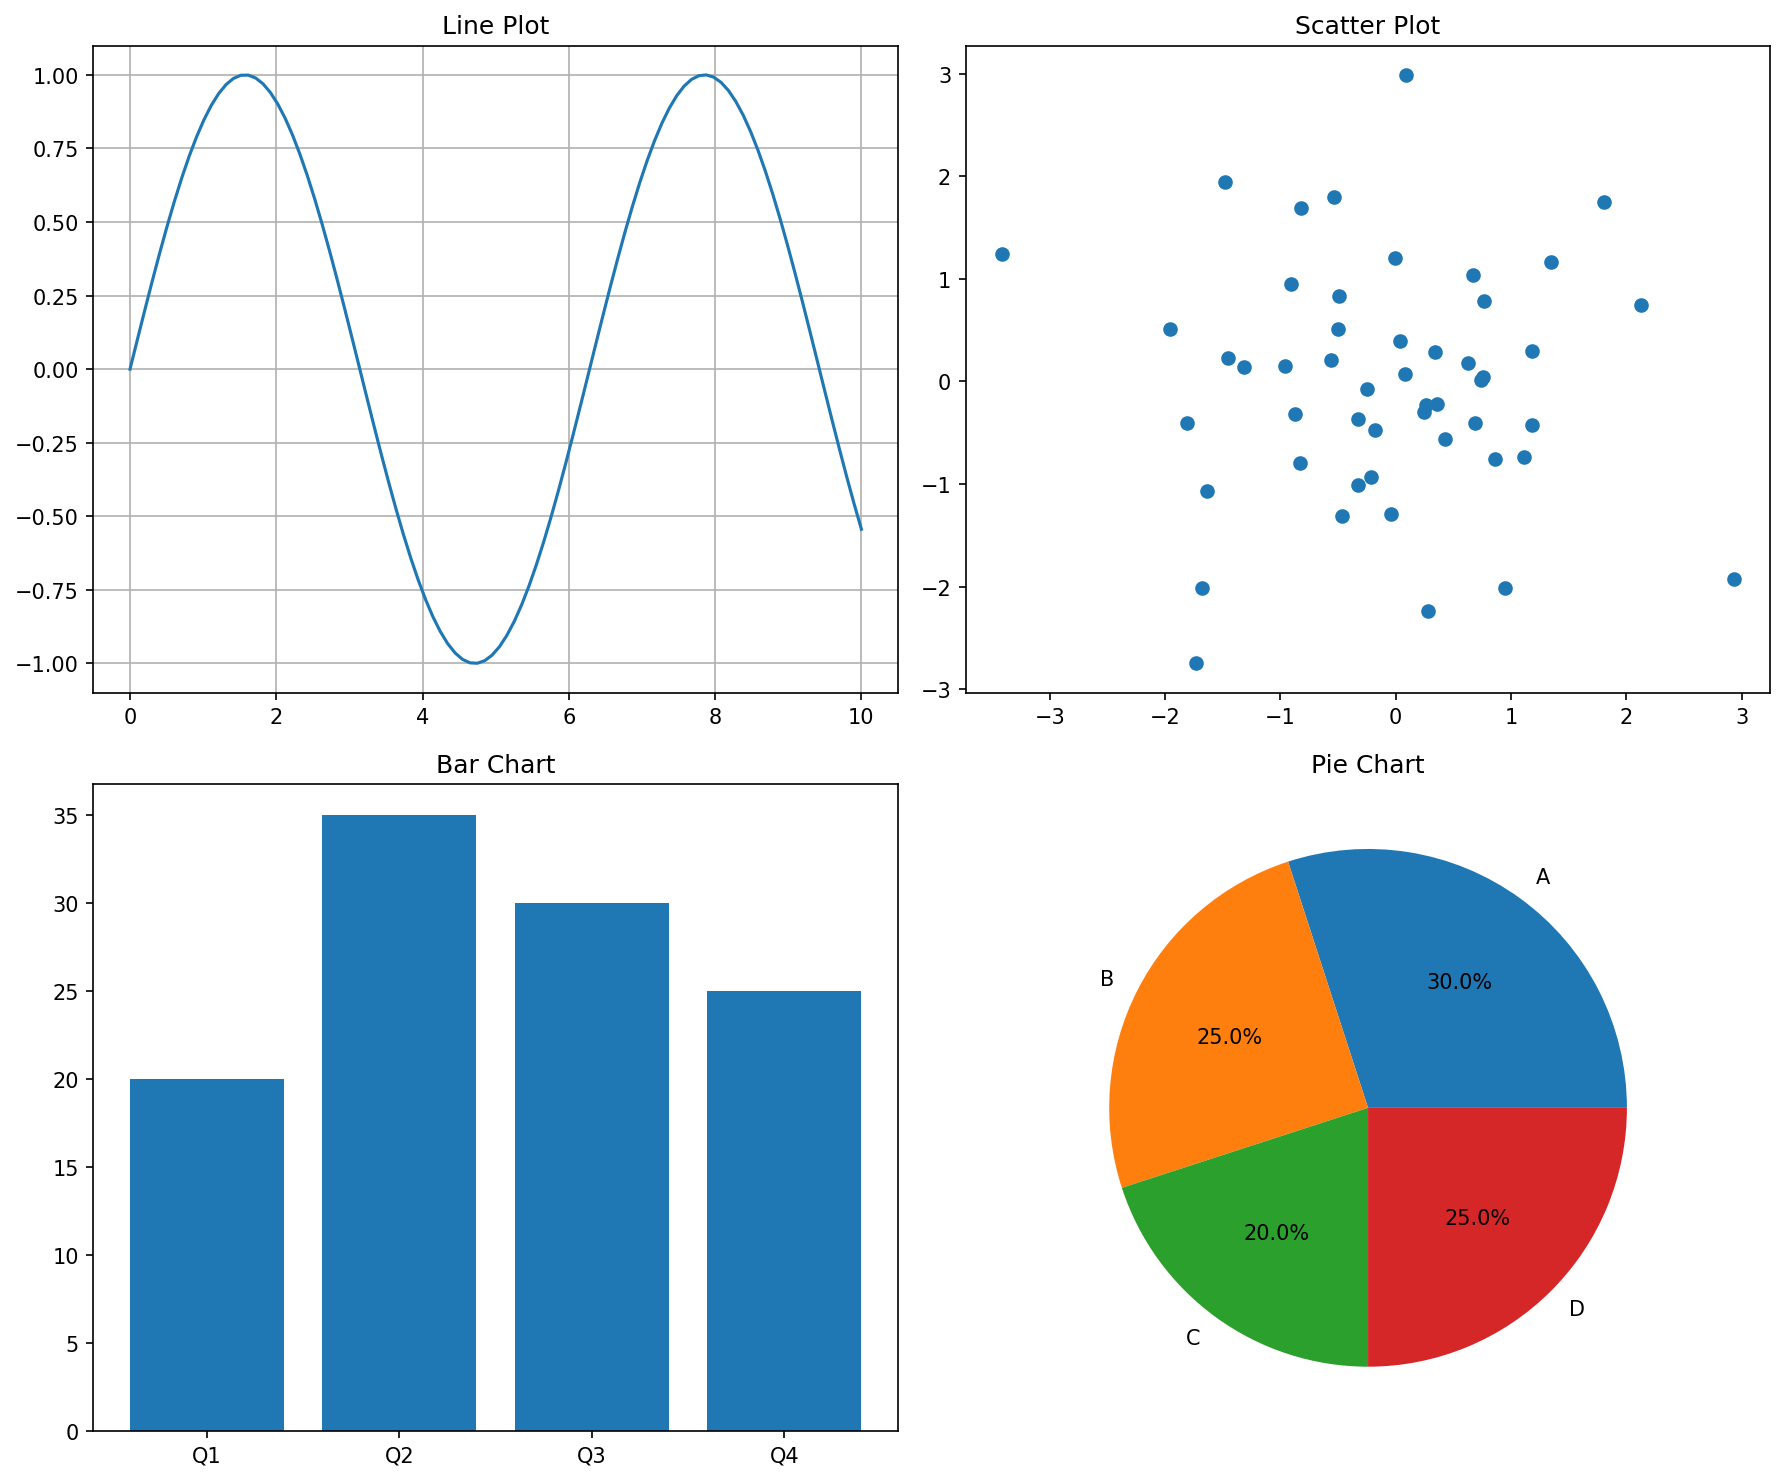 Line Plot
1.00
0.75
0.50
0.25
0.00
−0.25
−0.50
−0.75
−1.00
0 2 4 6 8 10
Scatter Plot
3
2
1
0
−1
−2
−3
−3 −2 −1 0 1 2 3
Bar Chart
35
30
25
20
15
10
5
0
Q1 Q2 Q3 Q4
Pie Chart
A
30.0%
B
25.0%
C
20.0%
D
25.0%